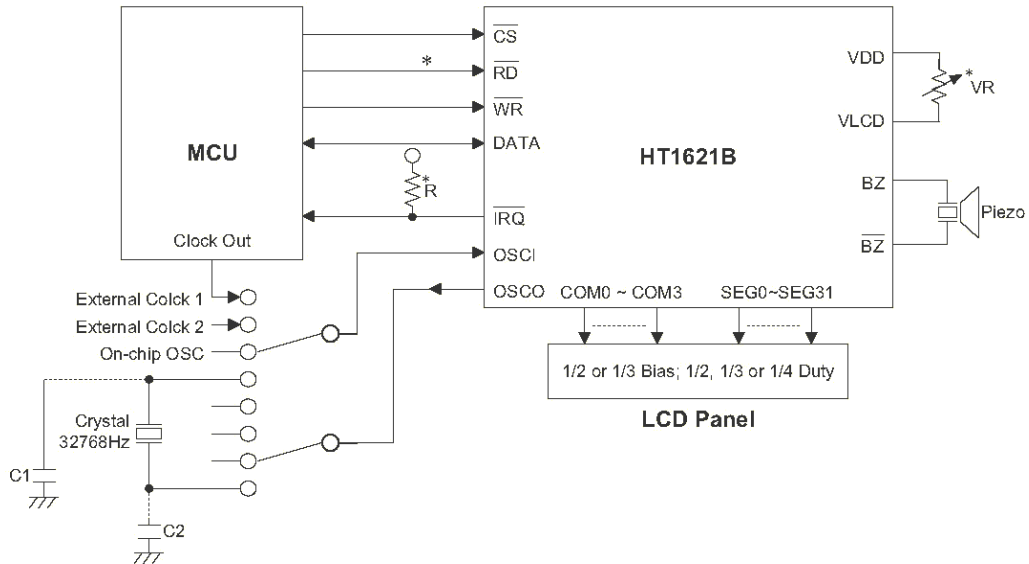 MCU
Clock Out
CS
RD
WR
DATA
IRQ
OSCI
OSCO
*
*
R
HT1621B
VDD
VLCD
BZ
BZ
*
VR
Piezo
COM0 ~ COM3
SEG0~SEG31
1/2 or 1/3 Bias; 1/2, 1/3 or 1/4 Duty
LCD Panel
External Colck 1
External Colck 2
On-chip OSC
Crystal
32768Hz
C1
C2